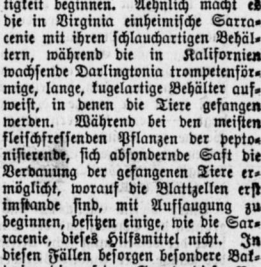 tigkeit beginnen. Aehnlich macht es
die in Virginia einheimische Sarra-
cenie mit ihren schlauchartigen Behäl-
tern, während die in Kalifornien
wachsende Darlingtonia trompetenför-
mige, lange, kugelartige Behälter auf-
weist, in denen die Tiere gefangen
werden. Während bei den meisten
fleischfressenden Pflanzen der pepto-
nisierende, sich absondernde Saft die
Verdauung der gefangenen Tiere er-
möglicht, worauf die Blattzellen erst
imstande sind, mit Auffaugung zu
beginnen, besitzen einige, wie die Sar-
racenie, dieses Hilfsmittel nicht. In
diesen Fällen besorgen besondere Bak-